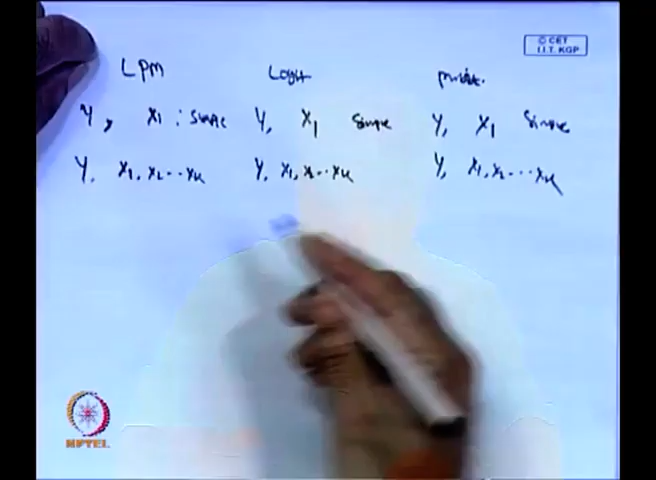 © CET
I.I.T. KGP
LPM Logit Probit
Y, X1 : Simple Y, X1 Simple Y, X1 Simple
Y, X1, X2 -- XK Y, X1, X2 -- XK Y, X1, X2 --- XK
NPTEL